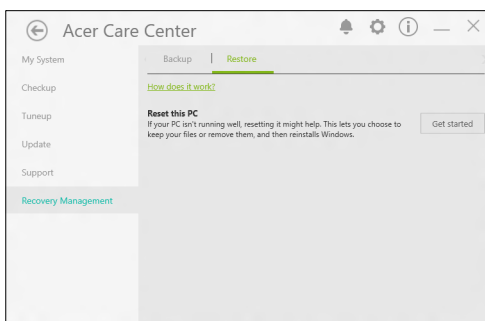 Acer Care Center
My System
Checkup
Tuneup
Update
Support
Recovery Management
Backup | Restore
How does it work?
Reset this PC
If your PC isn't running well, resetting it might help. This lets you choose to
keep your files or remove them, and then reinstalls Windows.
Get started